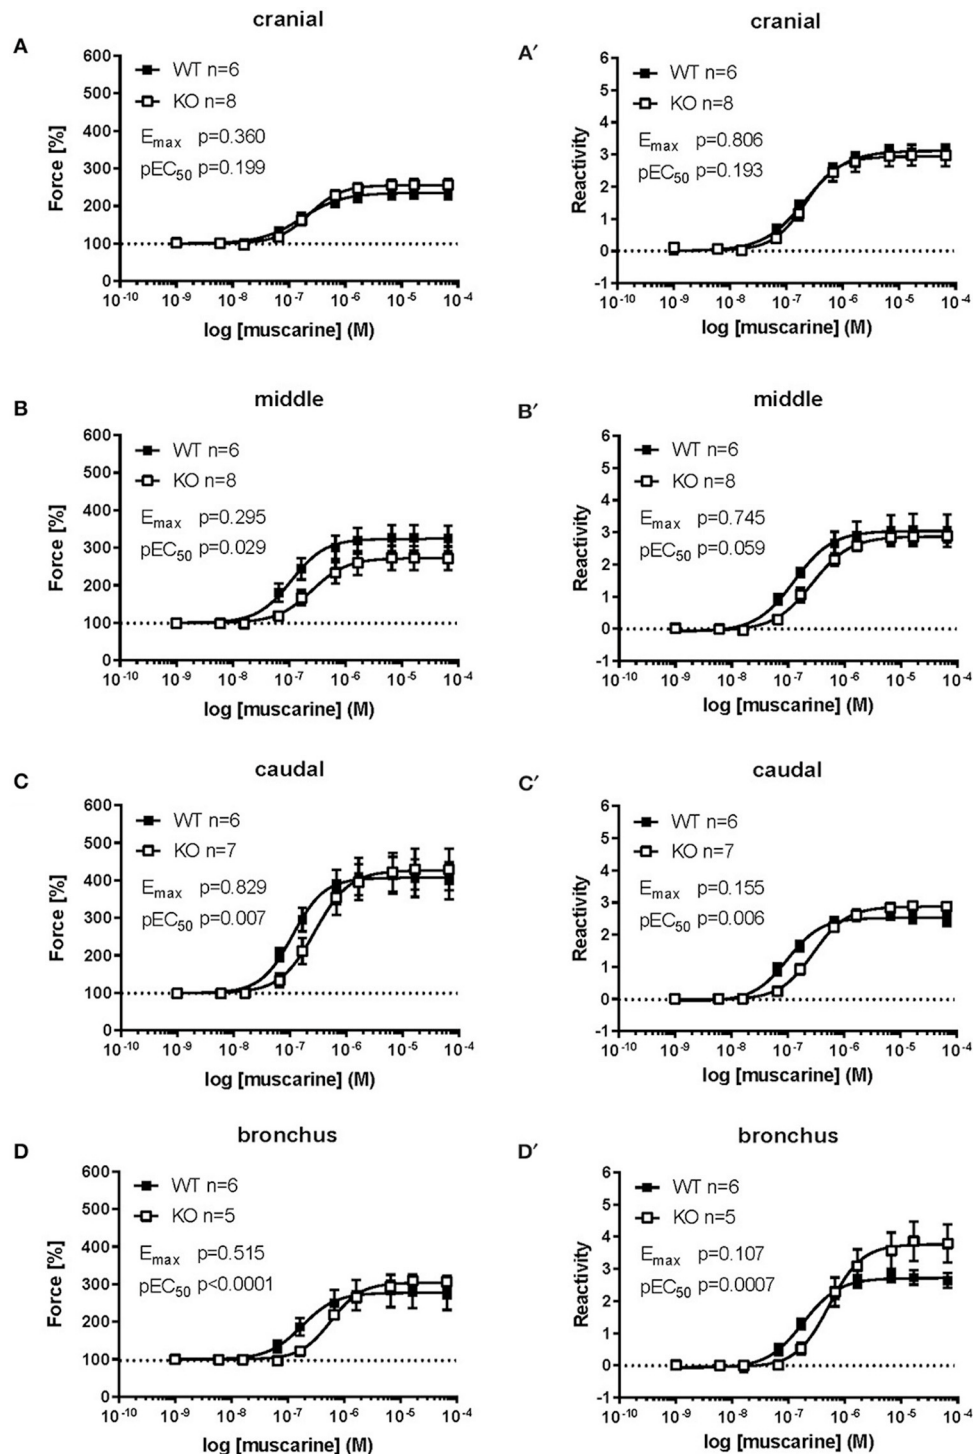 cranial
A
600
500
400
300
200
100
0
Force [%]
WT n=6
KO n=8
Emax p=0.360
pEC50 p=0.199
10-10 10-9 10-8 10-7 10-6 10-5 10-4
log [muscarine] (M)
cranial
A′
6
5
4
3
2
1
0
-1
Reactivity
WT n=6
KO n=8
Emax p=0.806
pEC50 p=0.193
10-10 10-9 10-8 10-7 10-6 10-5 10-4
log [muscarine] (M)
middle
B
600
500
400
300
200
100
0
Force [%]
WT n=6
KO n=8
Emax p=0.295
pEC50 p=0.029
10-10 10-9 10-8 10-7 10-6 10-5 10-4
log [muscarine] (M)
middle
B′
6
5
4
3
2
1
0
-1
Reactivity
WT n=6
KO n=8
Emax p=0.745
pEC50 p=0.059
10-10 10-9 10-8 10-7 10-6 10-5 10-4
log [muscarine] (M)
caudal
C
600
500
400
300
200
100
0
Force [%]
WT n=6
KO n=7
Emax p=0.829
pEC50 p=0.007
10-10 10-9 10-8 10-7 10-6 10-5 10-4
log [muscarine] (M)
caudal
C′
6
5
4
3
2
1
0
-1
Reactivity
WT n=6
KO n=7
Emax p=0.155
pEC50 p=0.006
10-10 10-9 10-8 10-7 10-6 10-5 10-4
log [muscarine] (M)
bronchus
D
600
500
400
300
200
100
0
Force [%]
WT n=6
KO n=5
Emax p=0.515
pEC50 p<0.0001
10-10 10-9 10-8 10-7 10-6 10-5 10-4
log [muscarine] (M)
bronchus
D′
6
5
4
3
2
1
0
-1
Reactivity
WT n=6
KO n=5
Emax p=0.107
pEC50 p=0.0007
10-10 10-9 10-8 10-7 10-6 10-5 10-4
log [muscarine] (M)